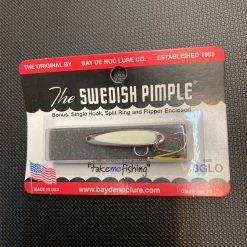 THE ORIGINAL BY BAY DE NOC LURE CO. ESTABLISHED 1955
The SWEDISH PIMPLE®
Bonus: Single Hook, Split Ring and Flipper Enclosed
"takemefishing"
GLO
MADE IN USA www.baydenoclure.com